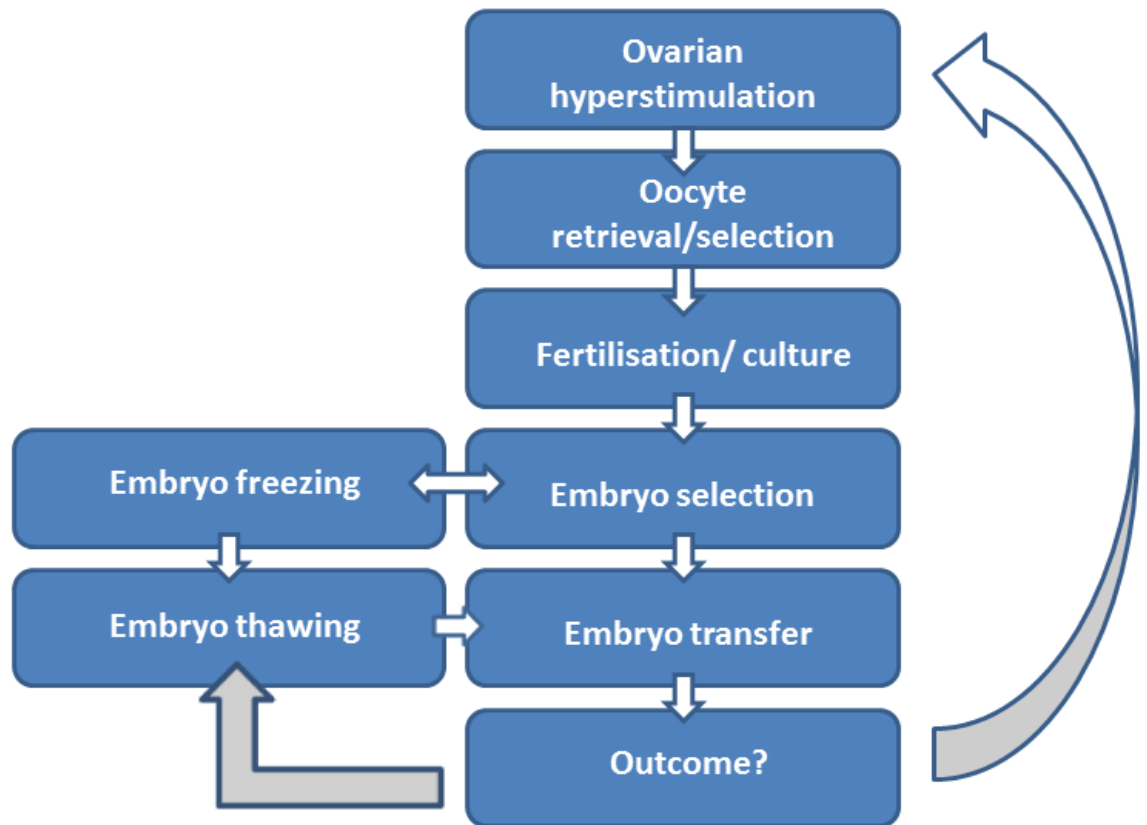 Ovarian
hyperstimulation
Oocyte
retrieval/selection
Fertilisation/ culture
Embryo freezing
Embryo selection
Embryo thawing
Embryo transfer
Outcome?